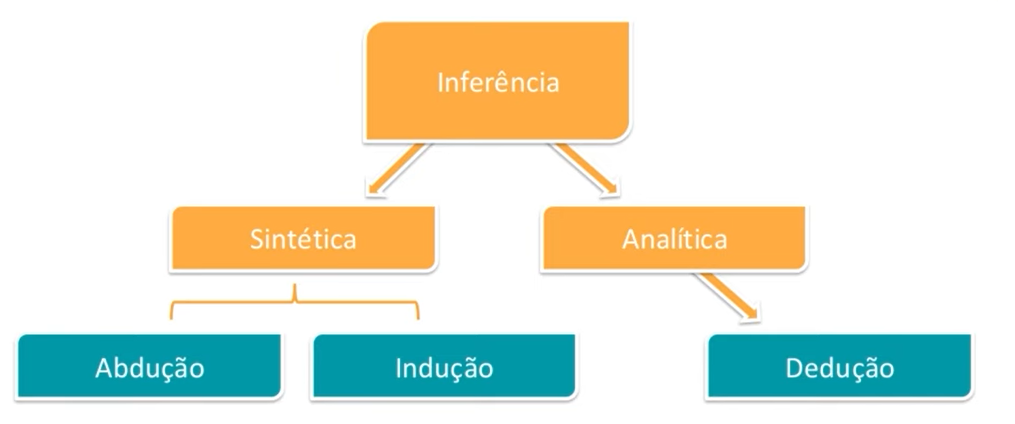 Inferência
Sintética
Analítica
Abdução
Indução
Dedução